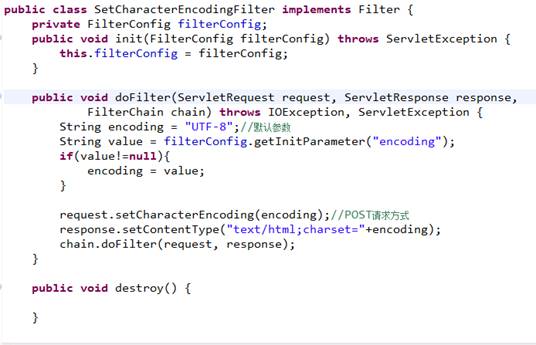 public class SetCharacterEncodingFilter implements Filter {
    private FilterConfig filterConfig;
    public void init(FilterConfig filterConfig) throws ServletException {
        this.filterConfig = filterConfig;
    }
    public void doFilter(ServletRequest request, ServletResponse response,
            FilterChain chain) throws IOException, ServletException {
        String encoding = "UTF-8";//默认参数
        String value = filterConfig.getInitParameter("encoding");
        if(value!=null){
            encoding = value;
        }
        request.setCharacterEncoding(encoding);//POST请求方式
        response.setContentType("text/html;charset="+encoding);
        chain.doFilter(request, response);
    }
    public void destroy() {
    }